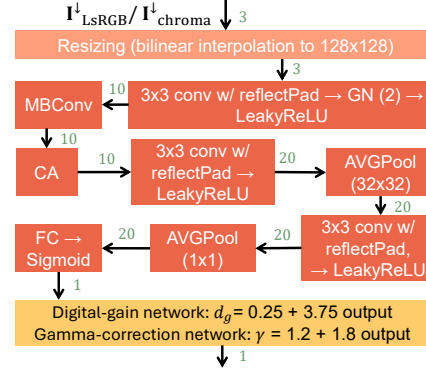 I↓LsRGB/ I↓chroma
3
Resizing (bilinear interpolation to 128x128)
3
3x3 conv w/ reflectPad → GN (2) →
LeakyReLU
10
MBConv
10
CA
10
3x3 conv w/
reflectPad →
LeakyReLU
20
AVGPool
(32x32)
20
3x3 conv w/
reflectPad,
→ LeakyReLU
20
AVGPool
(1x1)
20
FC →
Sigmoid
1
Digital-gain network: d_g = 0.25 + 3.75 output
Gamma-correction network: γ = 1.2 + 1.8 output
1